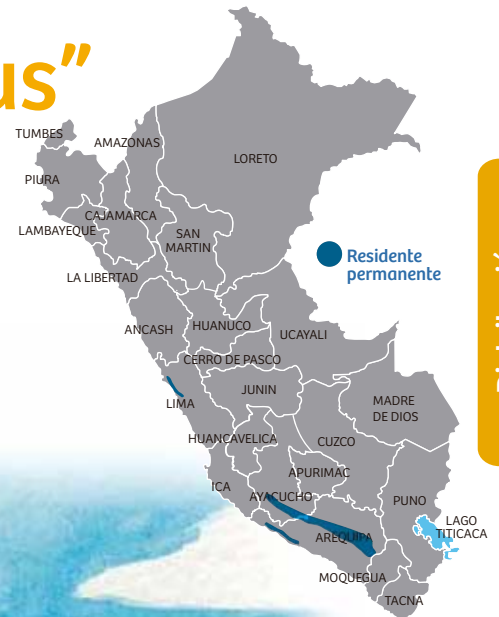 us”
TUMBES
AMAZONAS
LORETO
PIURA
CAJAMARCA
LAMBAYEQUE
SAN
MARTIN
Residente
permanente
LA LIBERTAD
ANCASH
HUANUCO
UCAYALI
CERRO DE PASCO
LIMA
JUNIN
MADRE
DE DIOS
HUANCAVELICA
CUZCO
APURIMAC
ICA
AYACUCHO
PUNO
LAGO
TITICACA
AREQUIPA
MOQUEGUA
TACNA